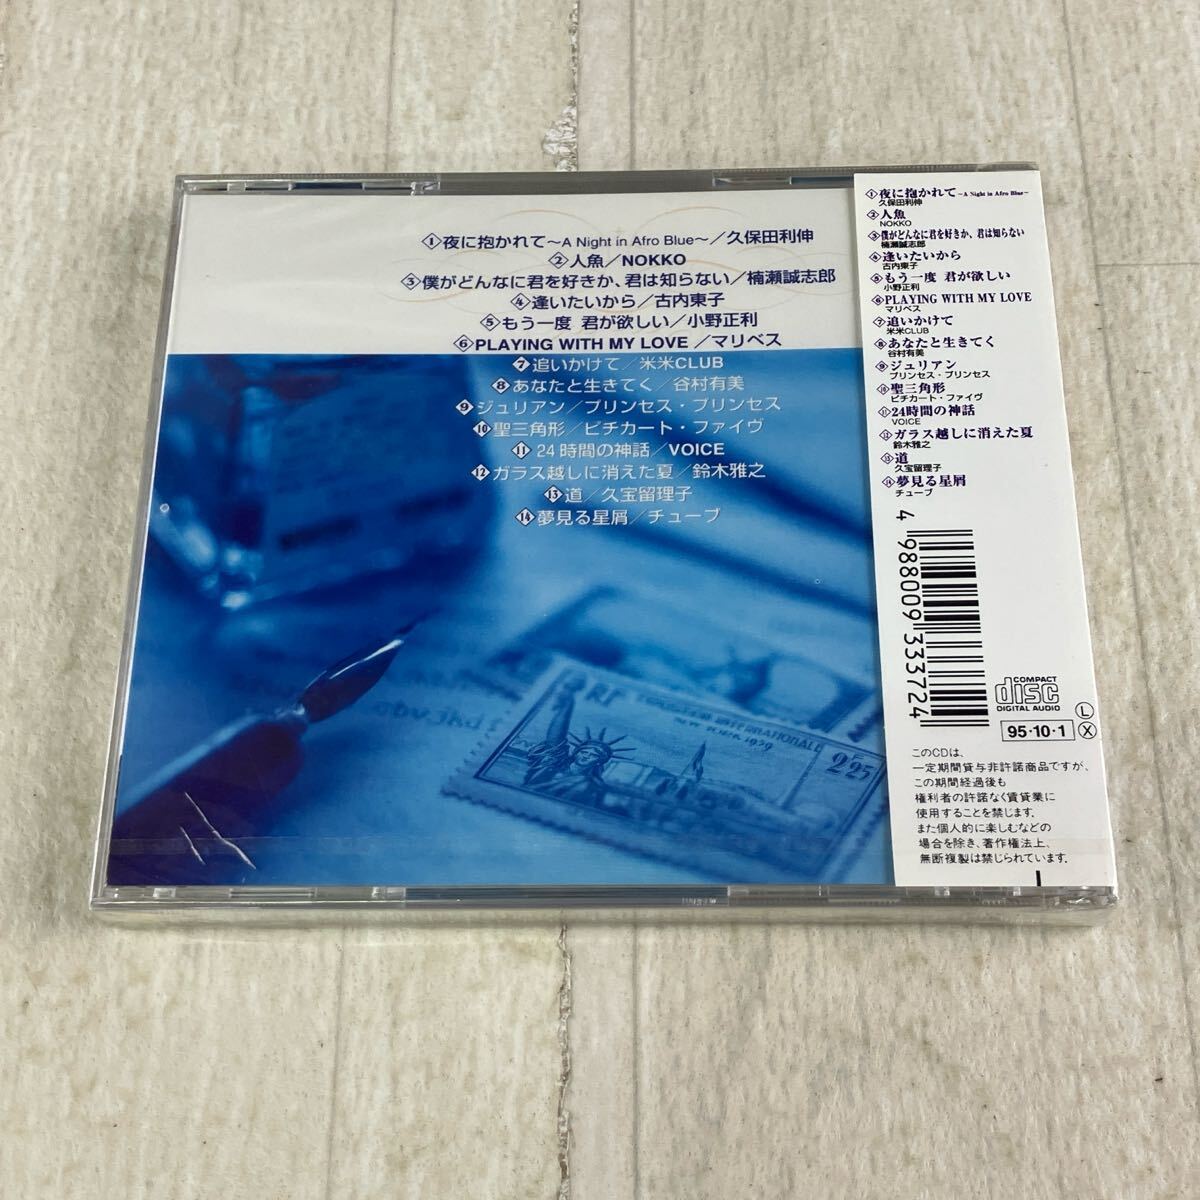 ①夜に抱かれて～A Night in Afro Blue～／久保田利伸
②人魚／NOKKO
③僕がどんなに君を好きか、君は知らない／楠瀬誠志郎
④逢いたいから／古内東子
⑤もう一度 君が欲しい／小野正利
⑥PLAYING WITH MY LOVE／マリベス
⑦追いかけて／米米CLUB
⑧あなたと生きてく／谷村有美
⑨ジュリアン／プリンセス・プリンセス
⑩聖三角形／ピチカート・ファイヴ
⑪24時間の神話／VOICE
⑫ガラス越しに消えた夏／鈴木雅之
⑬道／久宝留理子
⑭夢見る星屑／チューブ
RF
NEW YORK 1939
2F25
①夜に抱かれて～A Night in Afro Blue～
久保田利伸
②人魚
NOKKO
③僕がどんなに君を好きか、君は知らない
楠瀬誠志郎
④逢いたいから
古内東子
⑤もう一度 君が欲しい
小野正利
⑥PLAYING WITH MY LOVE
マリベス
⑦追いかけて
米米CLUB
⑧あなたと生きてく
谷村有美
⑨ジュリアン
プリンセス・プリンセス
⑩聖三角形
ピチカート・ファイヴ
⑪24時間の神話
VOICE
⑫ガラス越しに消えた夏
鈴木雅之
⑬道
久宝留理子
⑭夢見る星屑
チューブ
4 988009 333724
COMPACT
disc
DIGITAL AUDIO
95・10・1
Ⓛ
Ⓧ
このCDは、
一定期間貸与非許諾商品ですが、
この期間経過後も
権利者の許諾なく賃貸業に
使用することを禁じます。
また個人的に楽しむなどの
場合を除き、著作権法上、
無断複製は禁じられています。